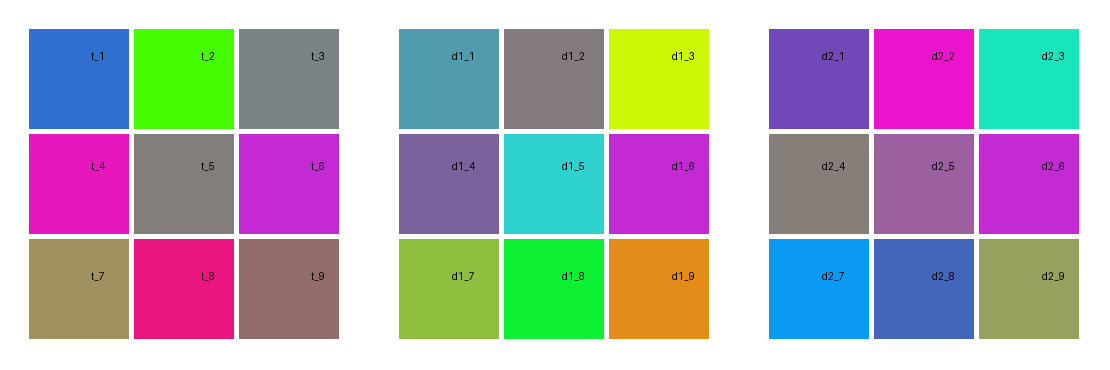 t_1 t_2 t_3 d1_1 d1_2 d1_3 d2_1 d2_2 d2_3
t_4 t_5 t_6 d1_4 d1_5 d1_6 d2_4 d2_5 d2_6
t_7 t_8 t_9 d1_7 d1_8 d1_9 d2_7 d2_8 d2_9